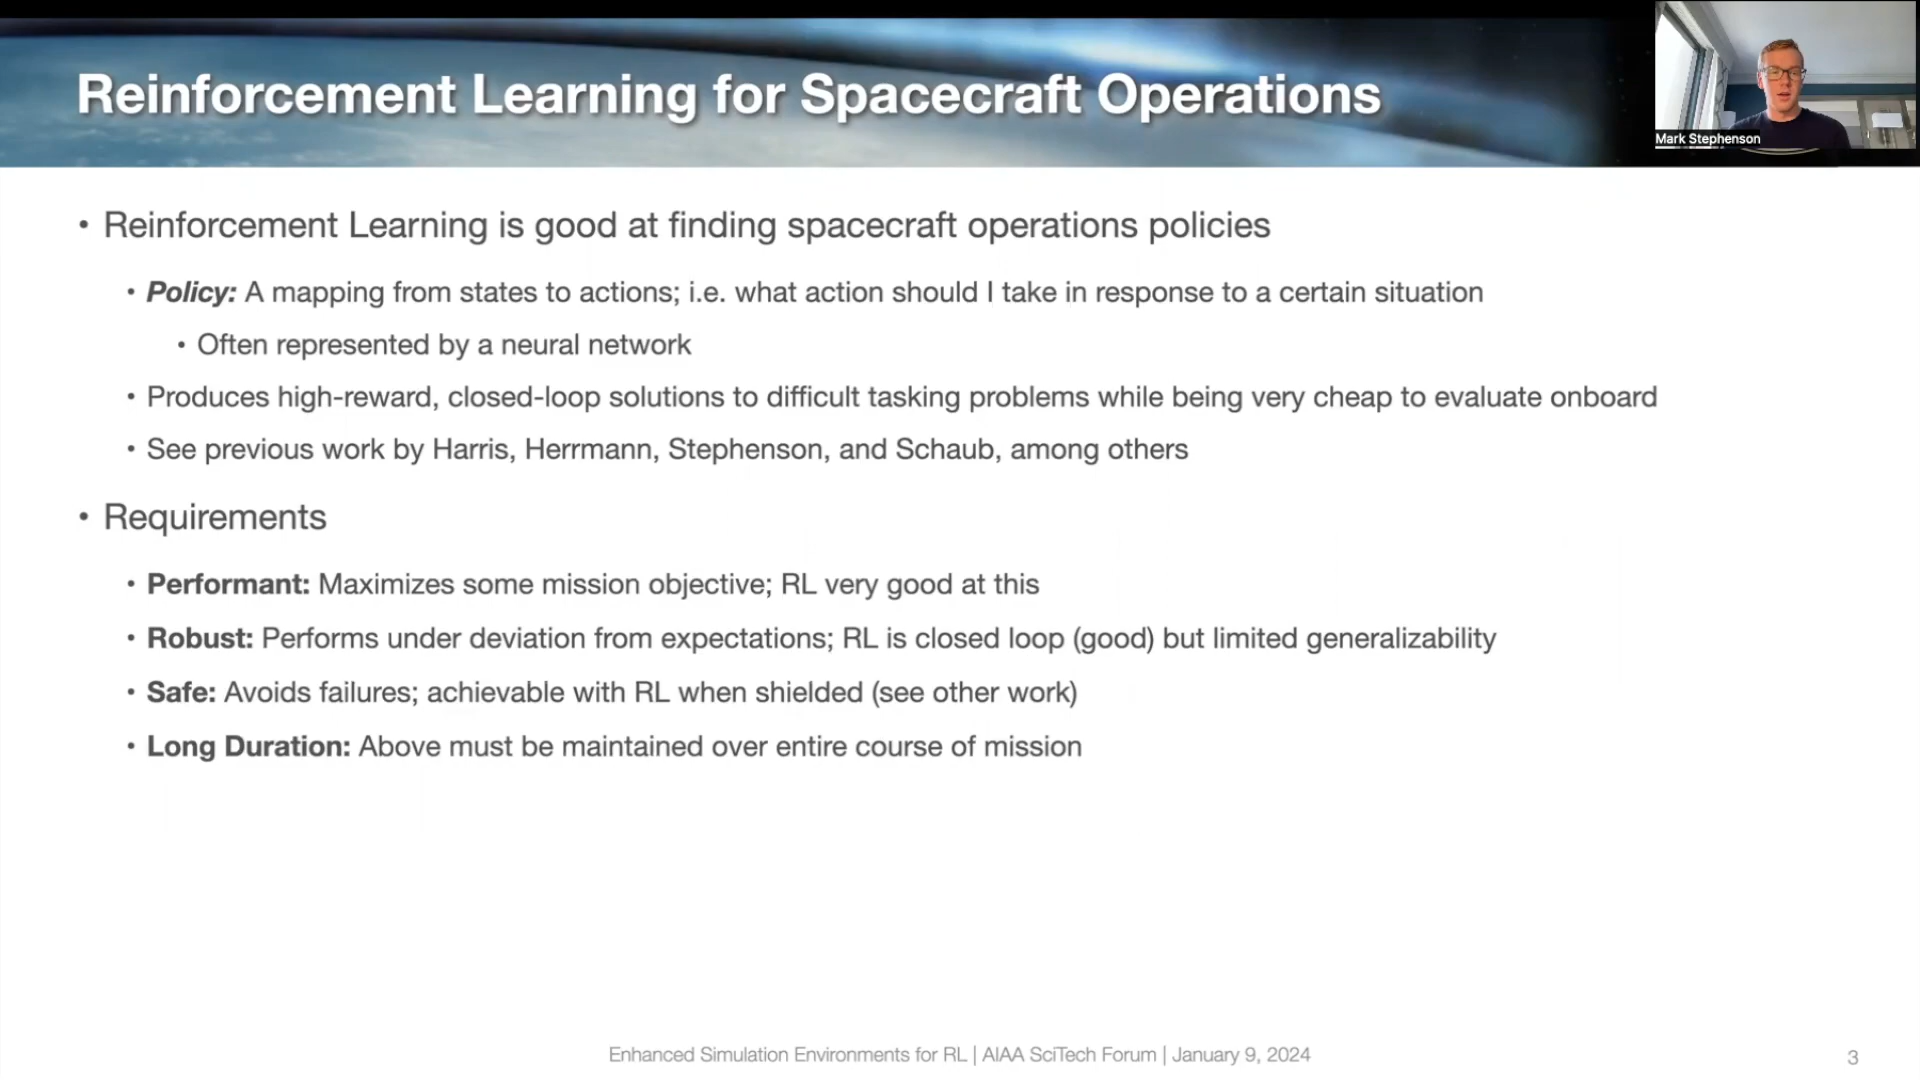 Reinforcement Learning for Spacecraft Operations
Mark Stephenson
• Reinforcement Learning is good at finding spacecraft operations policies
• Policy: A mapping from states to actions; i.e. what action should I take in response to a certain situation
• Often represented by a neural network
• Produces high-reward, closed-loop solutions to difficult tasking problems while being very cheap to evaluate onboard
• See previous work by Harris, Herrmann, Stephenson, and Schaub, among others
• Requirements
• Performant: Maximizes some mission objective; RL very good at this
• Robust: Performs under deviation from expectations; RL is closed loop (good) but limited generalizability
• Safe: Avoids failures; achievable with RL when shielded (see other work)
• Long Duration: Above must be maintained over entire course of mission
Enhanced Simulation Environments for RL | AIAA SciTech Forum | January 9, 2024
3